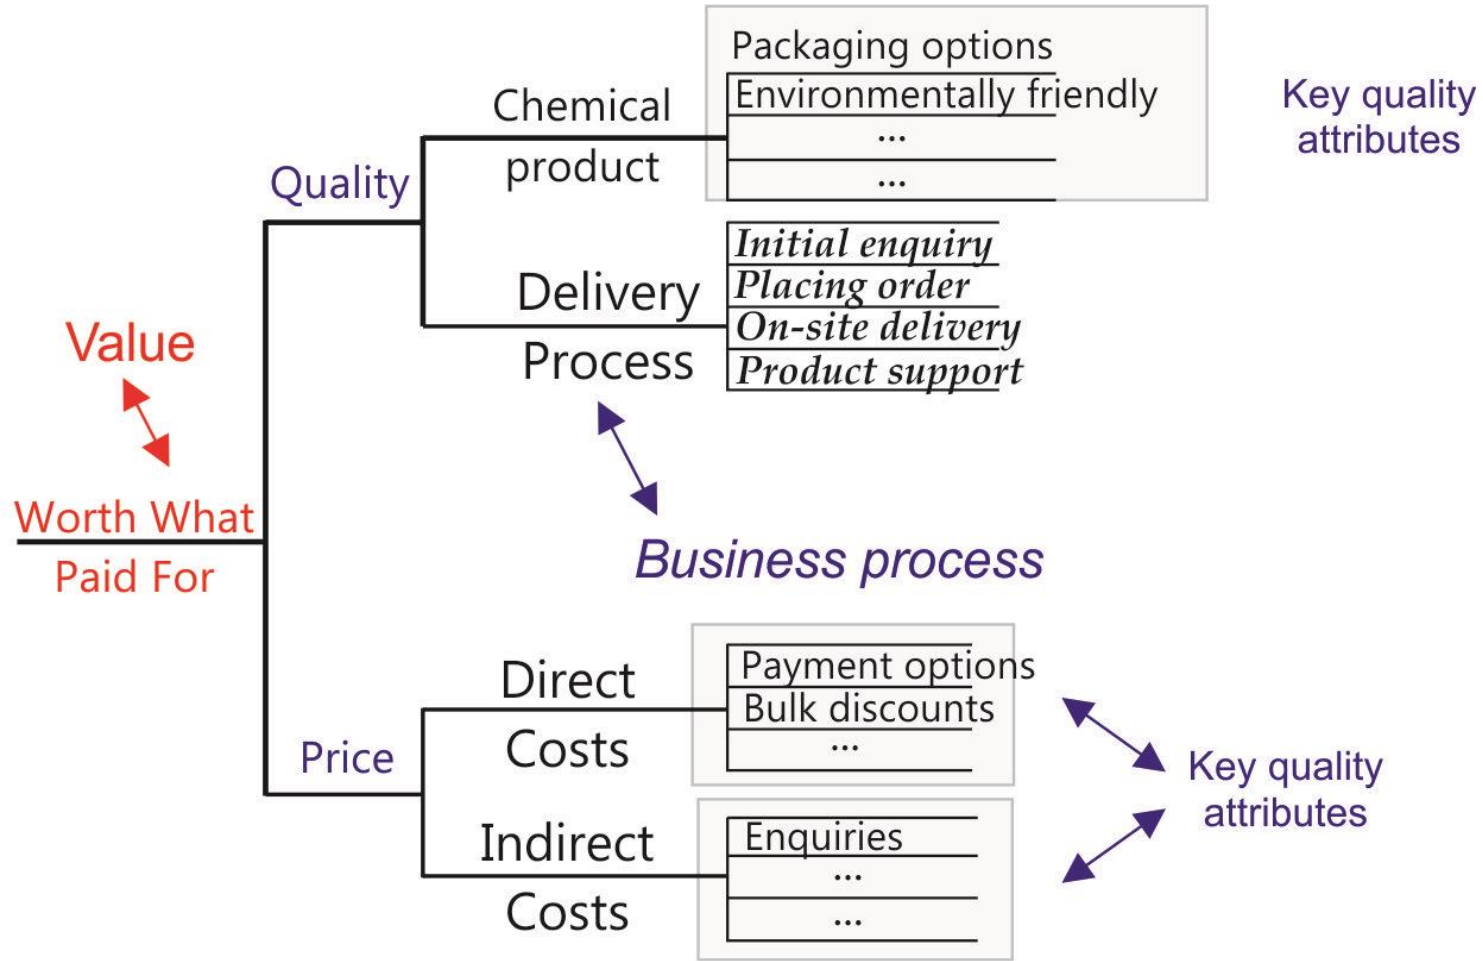 Packaging options
Environmentally friendly
...
...
Key quality
attributes
Chemical
product
Quality
Initial enquiry
Placing order
On-site delivery
Product support
Delivery
Process
Value
Worth What
Paid For
Business process
Direct
Costs
Payment options
Bulk discounts
...
Price
Key quality
attributes
Indirect
Costs
Enquiries
...
...